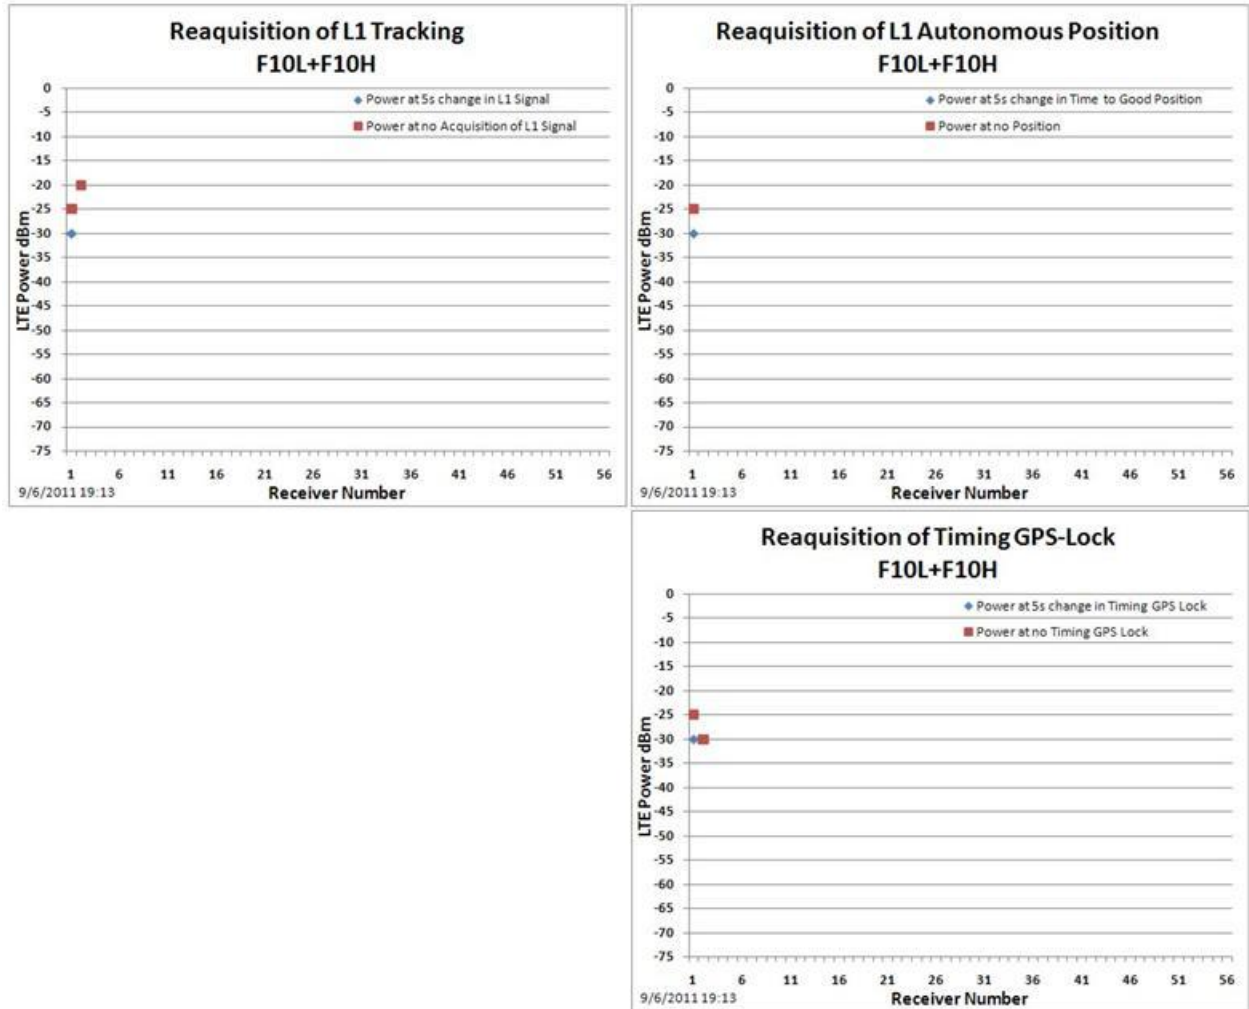 Reaquisition of L1 Tracking
F10L+F10H
Power at 5s change in L1 Signal
Power at no Acquisition of L1 Signal
LTE Power dBm
0
-5
-10
-15
-20
-25
-30
-35
-40
-45
-50
-55
-60
-65
-70
-75
1 6 11 16 21 26 31 36 41 46 51 56
Receiver Number
9/6/2011 19:13
Reaquisition of L1 Autonomous Position
F10L+F10H
Power at 5s change in Time to Good Position
Power at no Position
LTE Power dBm
0
-5
-10
-15
-20
-25
-30
-35
-40
-45
-50
-55
-60
-65
-70
-75
1 6 11 16 21 26 31 36 41 46 51 56
Receiver Number
9/6/2011 19:13
Reaquisition of Timing GPS-Lock
F10L+F10H
Power at 5s change in Timing GPS Lock
Power at no Timing GPS Lock
LTE Power dBm
0
-5
-10
-15
-20
-25
-30
-35
-40
-45
-50
-55
-60
-65
-70
-75
1 6 11 16 21 26 31 36 41 46 51 56
Receiver Number
9/6/2011 19:13